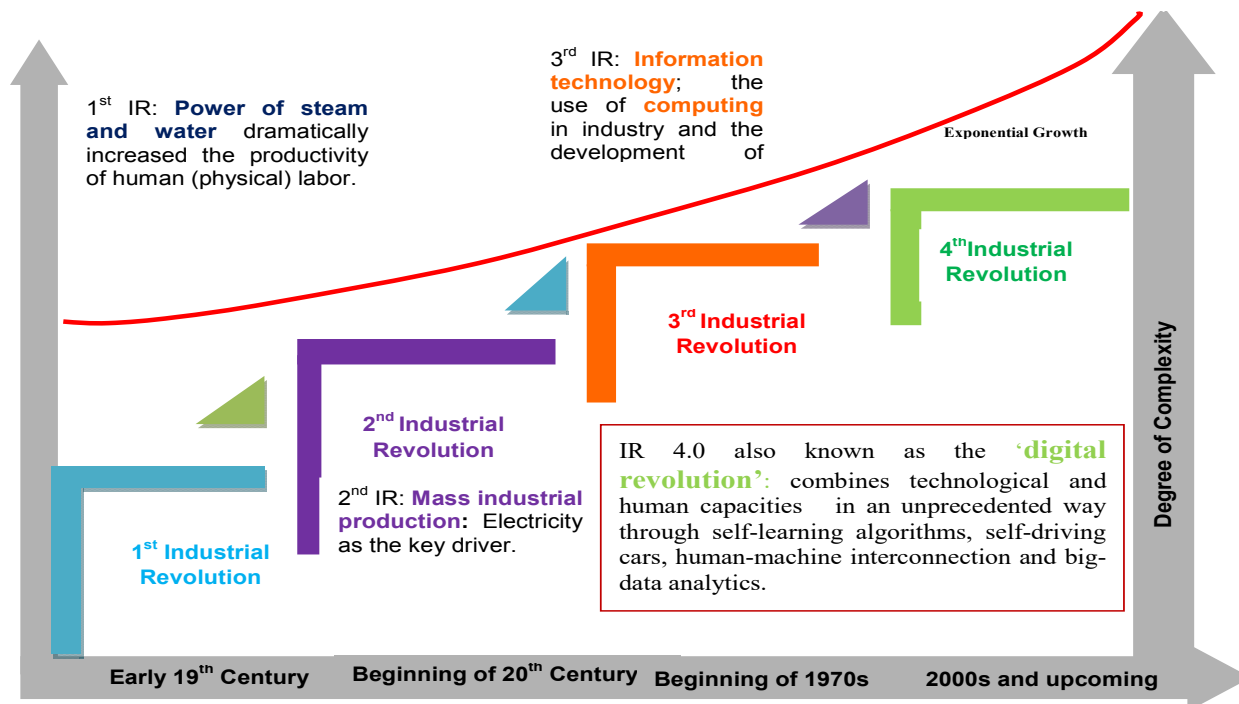 1st IR: Power of steam
and water dramatically
increased the productivity
of human (physical) labor.
3rd IR: Information
technology; the
use of computing
in industry and the
development of
Exponential Growth
4th Industrial
Revolution
3rd Industrial
Revolution
2nd Industrial
Revolution
2nd IR: Mass industrial
production: Electricity
as the key driver.
1st Industrial
Revolution
IR 4.0 also known as the ‘digital
revolution’: combines technological and
human capacities in an unprecedented way
through self-learning algorithms, self-driving
cars, human-machine interconnection and big-
data analytics.
Degree of Complexity
Early 19th Century
Beginning of 20th Century
Beginning of 1970s
2000s and upcoming